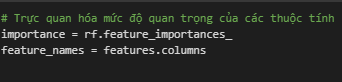 # Trực quan hóa mức độ quan trọng của các thuộc tính
importance = rf.feature_importances_
feature_names = features.columns